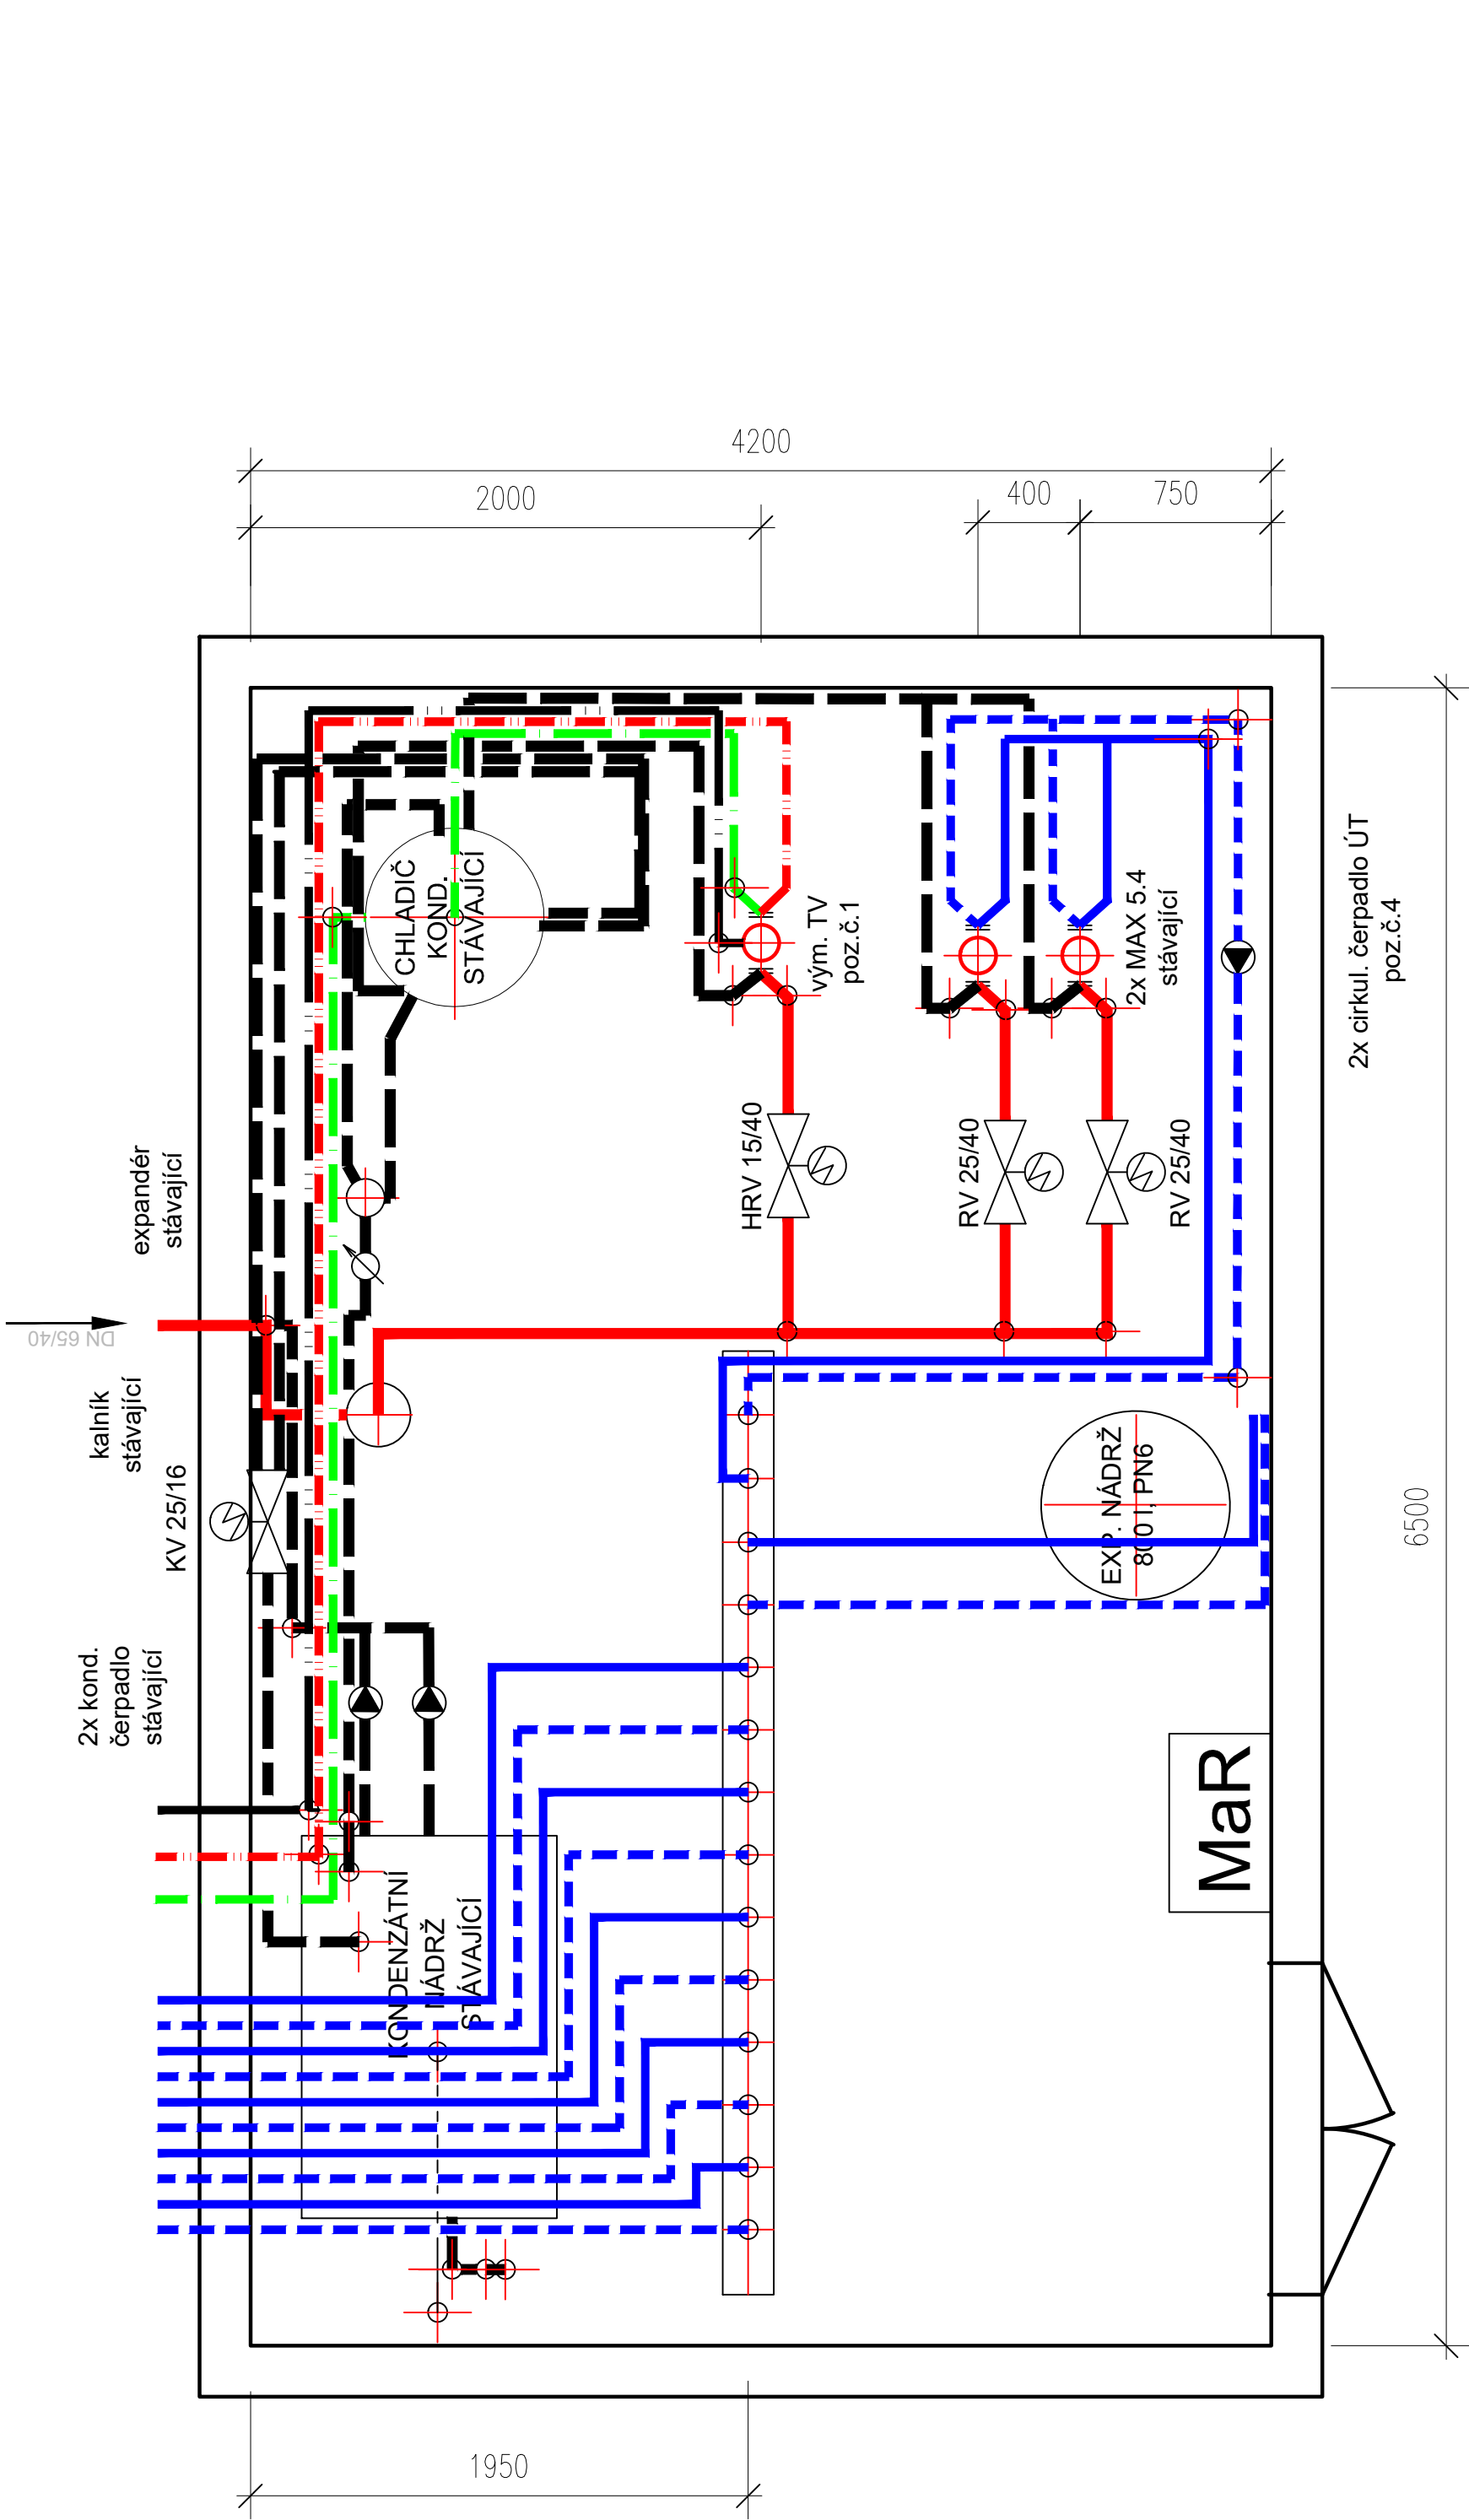 4200
2000
400
750
CHLADIČ
KOND.
STÁVAJÍCÍ
vým. TV
poz.č.1
2x MAX 5.4
stávající
2x cirkul. čerpadlo ÚT
poz.č.4
expandér
stávající
HRV 15/40
RV 25/40
RV 25/40
DN 65/40
kalník
stávající
KV 25/16
EXP. NÁDRŽ
800 l, PN6
6500
2x kond.
čerpadlo
stávající
MaR
KONDENZÁTNÍ
NÁDRŽ
STÁVAJÍCÍ
1950